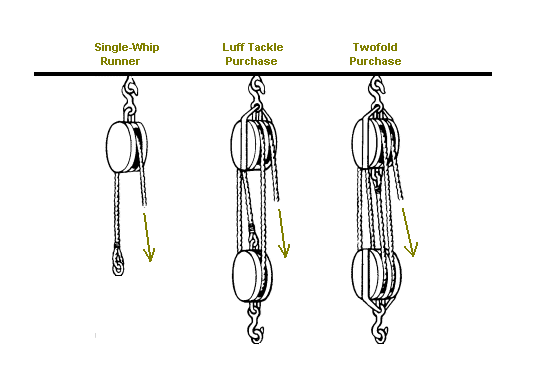 Single-Whip
Runner
Luff Tackle
Purchase
Twofold
Purchase